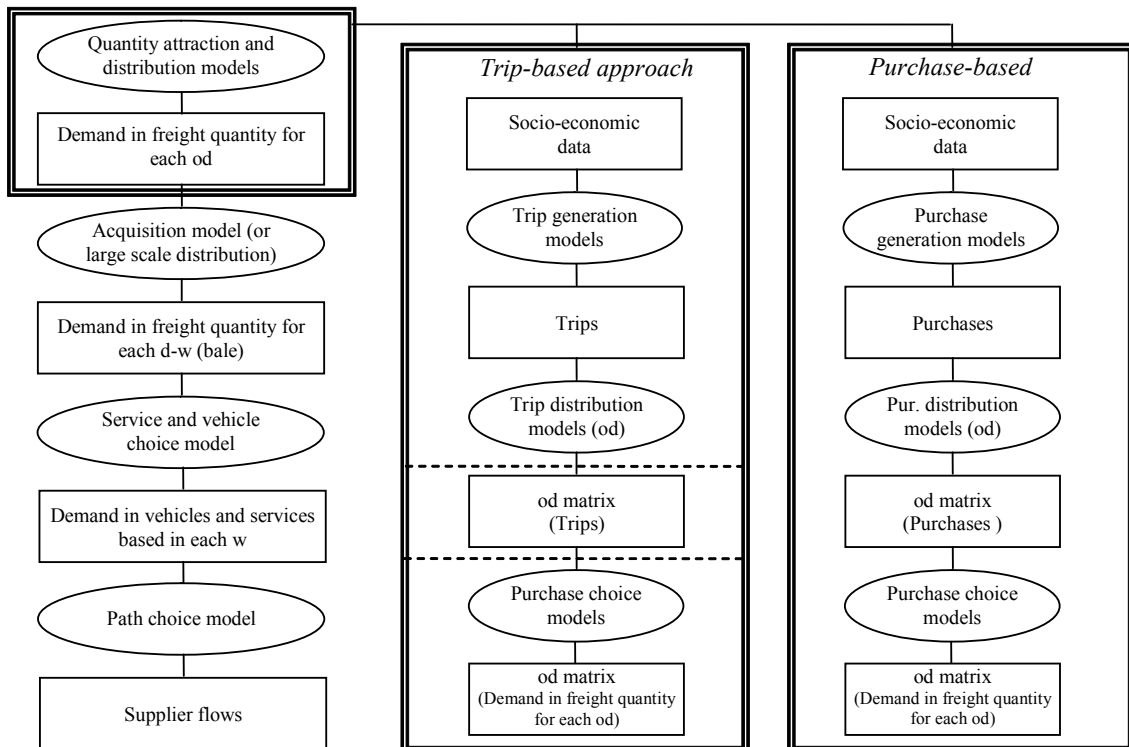 Quantity attraction and
distribution models
Demand in freight quantity for
each od
Acquisition model (or
large scale distribution)
Demand in freight quantity for
each d-w (bale)
Service and vehicle
choice model
Demand in vehicles and services
based in each w
Path choice model
Supplier flows
Trip-based approach
Socio-economic
data
Trip generation
models
Trips
Trip distribution
models (od)
od matrix
(Trips)
Purchase choice
models
od matrix
(Demand in freight quantity
for each od)
Purchase-based
Socio-economic
data
Purchase
generation models
Purchases
Pur. distribution
models (od)
od matrix
(Purchases )
Purchase choice
models
od matrix
(Demand in freight quantity
for each od)